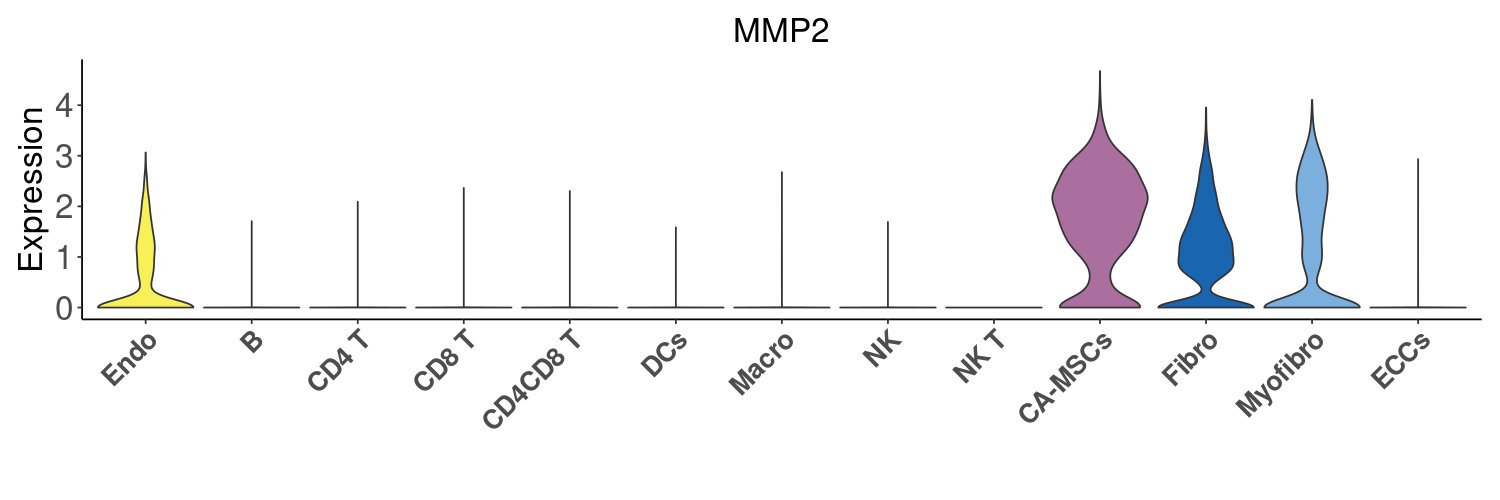 MMP2
Expression
4
3
2
1
0
Endo
B
CD4 T
CD8 T
CD4CD8 T
DCs
Macro
NK
NK T
CA-MSCs
Fibro
Myofibro
ECCs